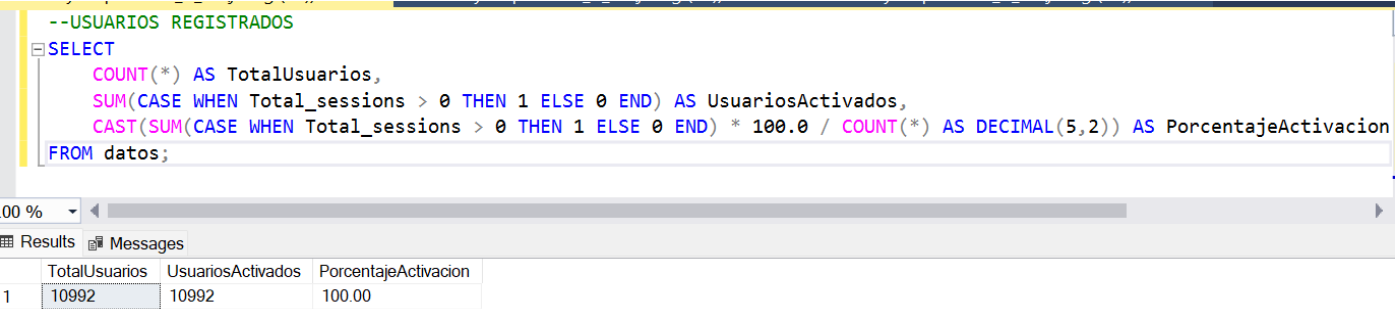 --USUARIOS REGISTRADOS
SELECT
COUNT(*) AS TotalUsuarios,
SUM(CASE WHEN Total_sessions > 0 THEN 1 ELSE 0 END) AS UsuariosActivados,
CAST(SUM(CASE WHEN Total_sessions > 0 THEN 1 ELSE 0 END) * 100.0 / COUNT(*) AS DECIMAL(5,2)) AS PorcentajeActivacion
FROM datos;
.00 %
Results Messages
TotalUsuarios UsuariosActivados PorcentajeActivacion
1 10992 10992 100.00